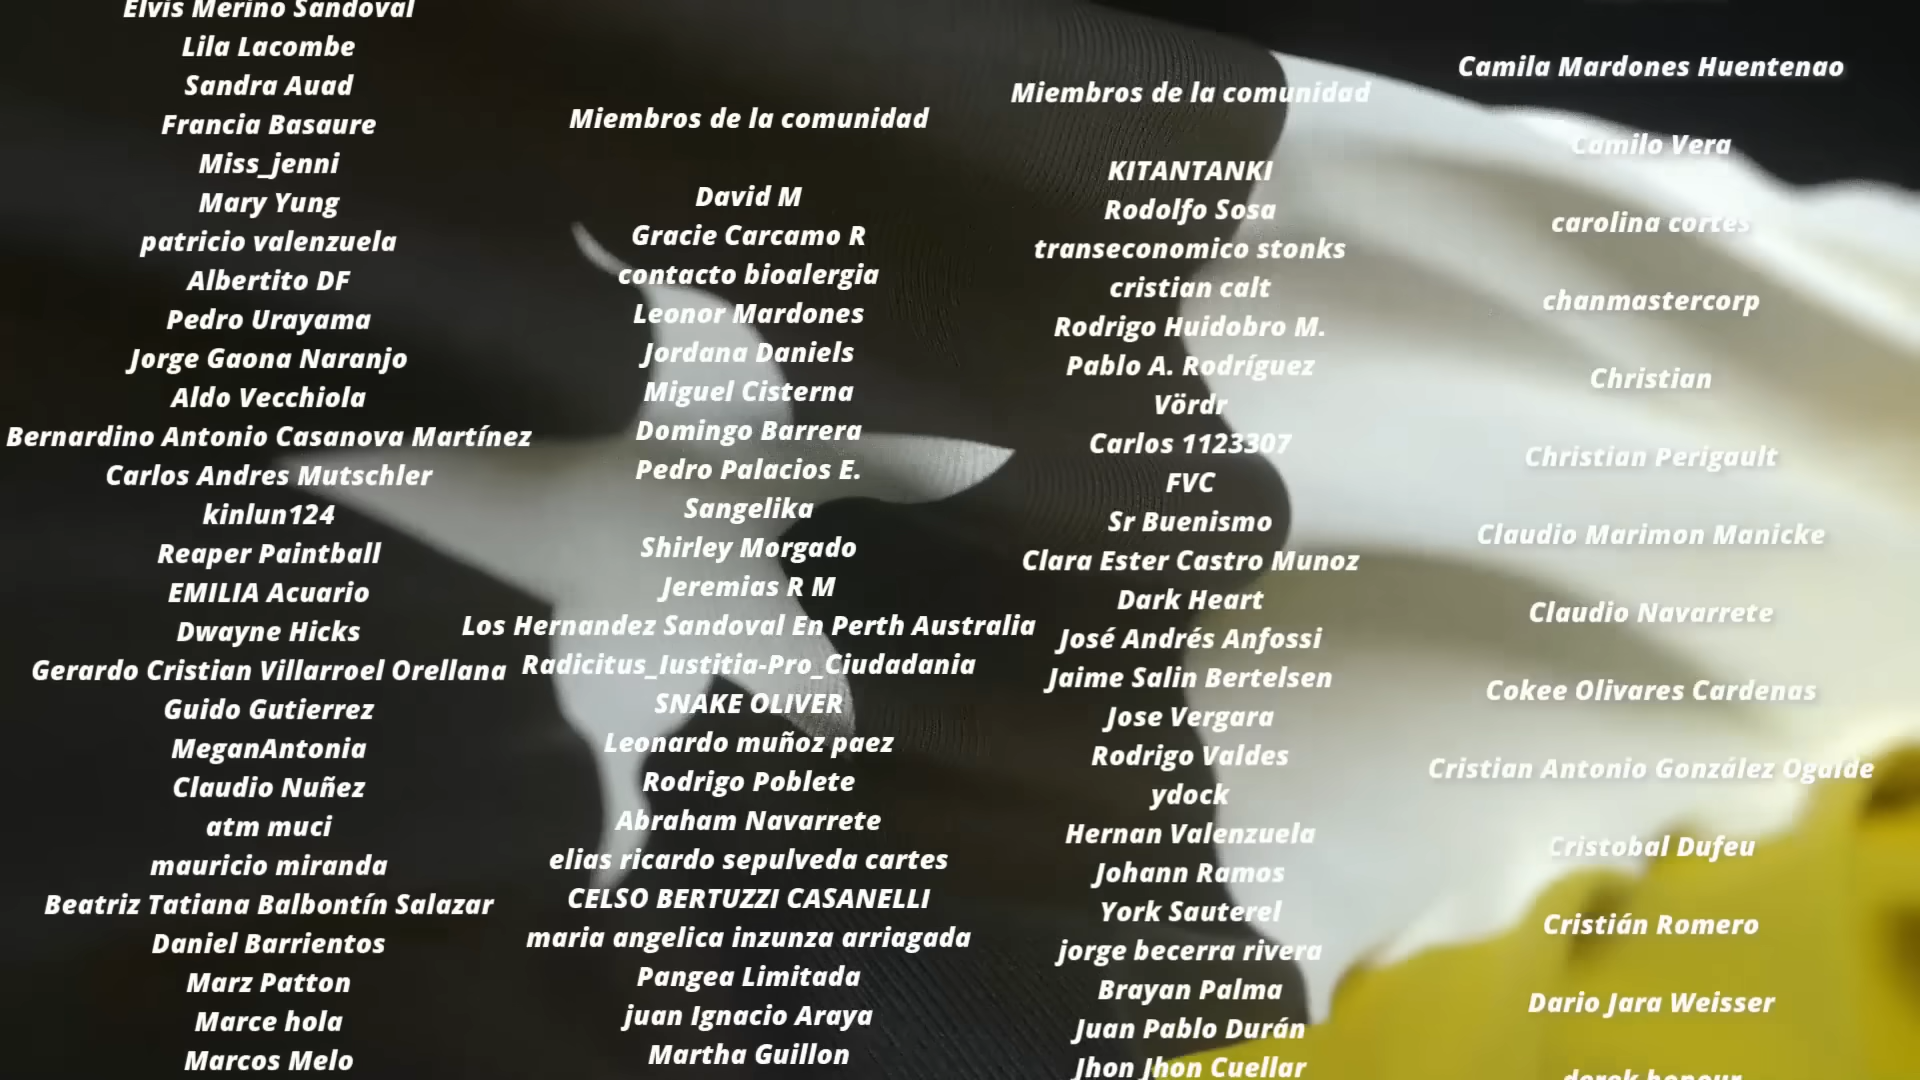 Elvis Merino Sandoval
Lila Lacombe
Sandra Auad
Francia Basaure
Miss_jenni
Mary Yung
patricio valenzuela
Albertito DF
Pedro Urayama
Jorge Gaona Naranjo
Aldo Vecchiola
Bernardino Antonio Casanova Martínez
Carlos Andres Mutschler
kinlun124
Reaper Paintball
EMILIA Acuario
Dwayne Hicks
Gerardo Cristian Villarroel Orellana
Guido Gutierrez
MeganAntonia
Claudio Nuñez
atm muci
mauricio miranda
Beatriz Tatiana Balbontín Salazar
Daniel Barrientos
Marz Patton
Marce hola
Marcos Melo
Miembros de la comunidad
David M
Gracie Carcamo R
contacto bioalergia
Leonor Mardones
Jordana Daniels
Miguel Cisterna
Domingo Barrera
Pedro Palacios E.
Sangelika
Shirley Morgado
Jeremias R M
Los Hernandez Sandoval En Perth Australia
Radicitus_Iustitia-Pro_Ciudadania
SNAKE OLIVER
Leonardo muñoz paez
Rodrigo Poblete
Abraham Navarrete
elias ricardo sepulveda cartes
CELSO BERTUZZI CASANELLI
maria angelica inzunza arriagada
Pangea Limitada
juan Ignacio Araya
Martha Guillon
Miembros de la comunidad
KITANTANKI
Rodolfo Sosa
transeconomico stonks
cristian calt
Rodrigo Huidobro M.
Pablo A. Rodríguez
Vördr
Carlos 1123307
FVC
Sr Buenismo
Clara Ester Castro Munoz
Dark Heart
José Andrés Anfossi
Jaime Salin Bertelsen
Jose Vergara
Rodrigo Valdes
ydock
Hernan Valenzuela
Johann Ramos
York Sauterel
jorge becerra rivera
Brayan Palma
Juan Pablo Durán
Jhon Jhon Cuellar
Camila Mardones Huentenao
Camilo Vera
carolina cortes
chanmastercorp
Christian
Christian Perigault
Claudio Marimon Manicke
Claudio Navarrete
Cokee Olivares Cardenas
Cristian Antonio González Ogalde
Cristobal Dufeu
Cristián Romero
Dario Jara Weisser